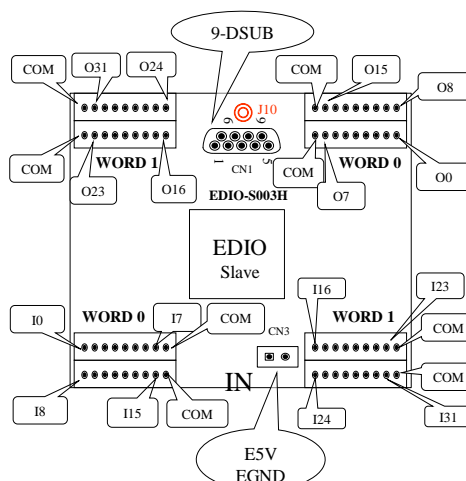 9-DSUB
COM O31 O24 COM O15 O8
J10
6 9
COM 1 5 COM O0
CN1
WORD 1 WORD 0
O23 O16 O7
EDIO-S003H
EDIO
Slave
I16 I23
WORD 0 WORD 1
I0 I7 COM COM
CN3
COM
IN
I8 I15 COM I24 I31
E5V
EGND